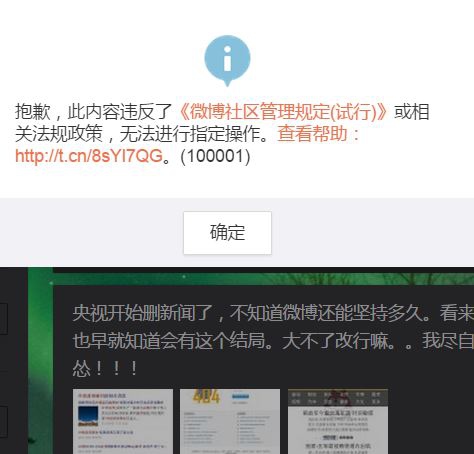 抱歉，此内容违反了《微博社区管理规定(试行)》或相
关法规政策，无法进行指定操作。查看帮助：
http://t.cn/8sYl7QG。(100001)
确定
央视开始删新闻了，不知道微博还能坚持多久。看来
也早就知道会有这个结局。大不了改行嘛。。我尽自
怂！！！
404